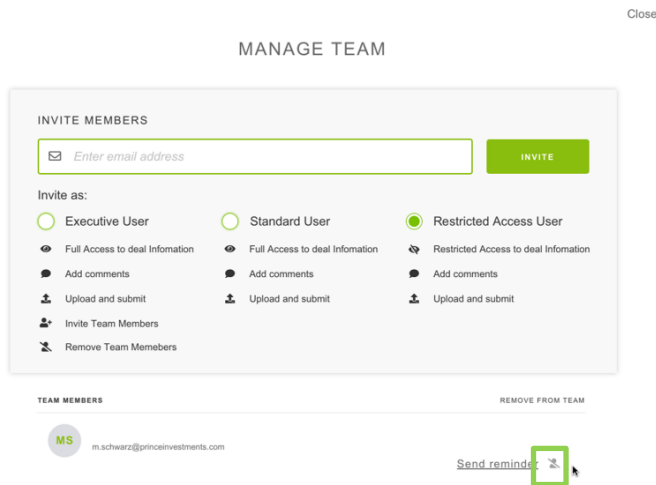 Close
MANAGE TEAM
INVITE MEMBERS
Enter email address
INVITE
Invite as:
Executive User Standard User Restricted Access User
Full Access to deal Infomation Full Access to deal Infomation Restricted Access to deal Infomation
Add comments Add comments Add comments
Upload and submit Upload and submit Upload and submit
Invite Team Members
Remove Team Memebers
TEAM MEMBERS REMOVE FROM TEAM
MS m.schwarz@princeinvestments.com
Send reminder